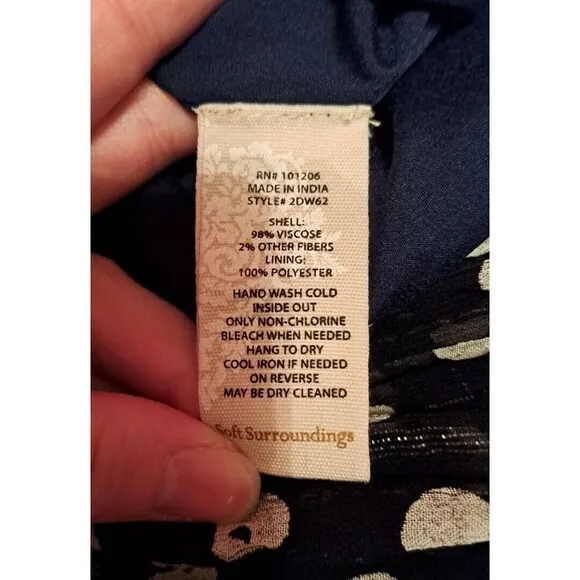 RN# 101206
MADE IN INDIA
STYLE# 2DW62
SHELL:
98% VISCOSE
2% OTHER FIBERS
LINING:
100% POLYESTER
HAND WASH COLD
INSIDE OUT
ONLY NON-CHLORINE
BLEACH WHEN NEEDED
HANG TO DRY
COOL IRON IF NEEDED
ON REVERSE
MAY BE DRY CLEANED
Soft Surroundings